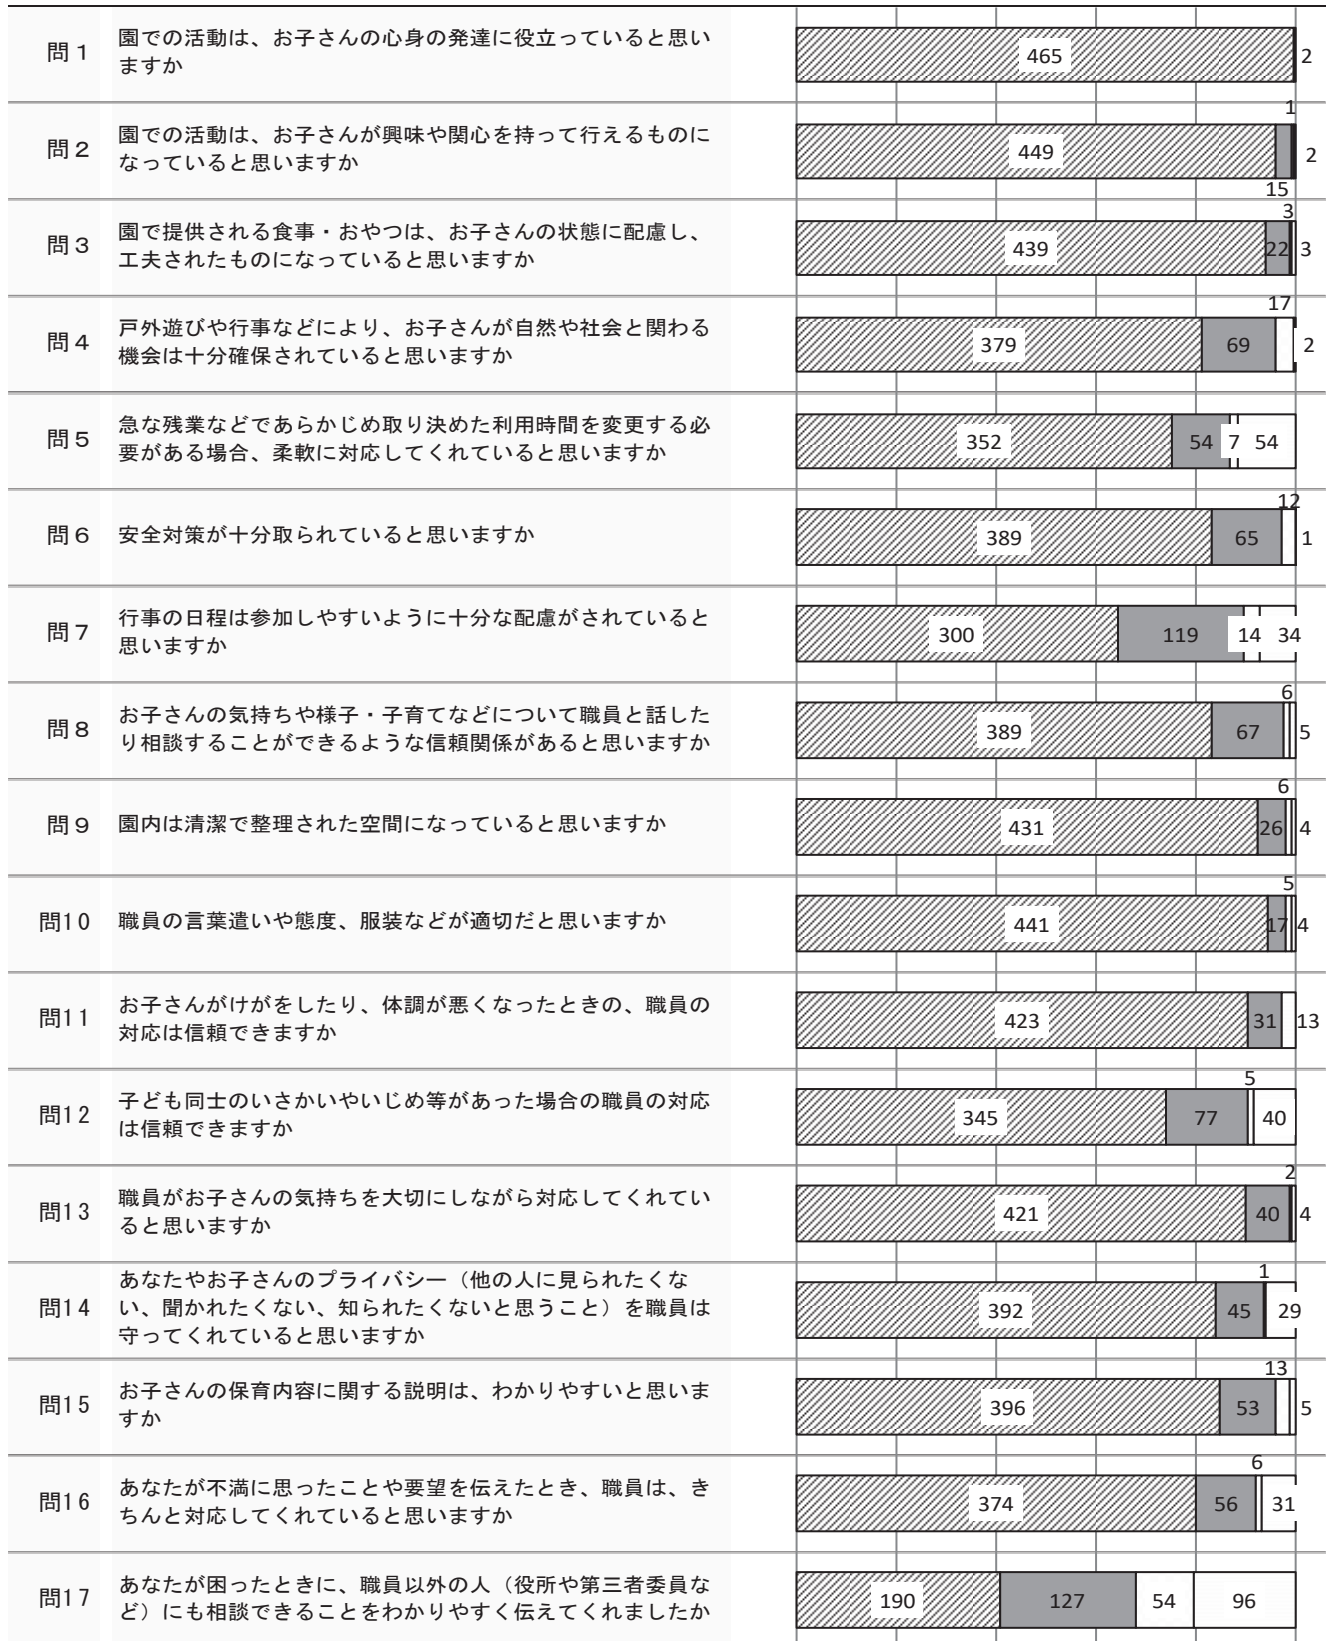 問1
園での活動は、お子さんの心身の発達に役立っていると思い
ますか
465
2
問2
園での活動は、お子さんが興味や関心を持って行えるものに
なっていると思いますか
1
449
2
15
問3
園で提供される食事・おやつは、お子さんの状態に配慮し、
工夫されたものになっていると思いますか
3
439
22
3
問4
戸外遊びや行事などにより、お子さんが自然や社会と関わる
機会は十分確保されていると思いますか
17
379
69
2
問5
急な残業などであらかじめ取り決めた利用時間を変更する必
要がある場合、柔軟に対応してくれていると思いますか
352
54
7
54
問6
安全対策が十分取られていると思いますか
12
389
65
1
問7
行事の日程は参加しやすいように十分な配慮がされていると
思いますか
300
119
14
34
問8
お子さんの気持ちや様子・子育てなどについて職員と話した
り相談することができるような信頼関係があると思いますか
6
389
67
5
問9
園内は清潔で整理された空間になっていると思いますか
6
431
26
4
問10
職員の言葉遣いや態度、服装などが適切だと思いますか
5
441
17
4
問11
お子さんがけがをしたり、体調が悪くなったときの、職員の
対応は信頼できますか
423
31
13
問12
子ども同士のいさかいやいじめ等があった場合の職員の対応
は信頼できますか
5
345
77
40
問13
職員がお子さんの気持ちを大切にしながら対応してくれてい
ると思いますか
2
421
40
4
問14
あなたやお子さんのプライバシー（他の人に見られたくな
い、聞かれたくない、知られたくないと思うこと）を職員は
守ってくれていると思いますか
1
392
45
29
問15
お子さんの保育内容に関する説明は、わかりやすいと思いま
すか
13
396
53
5
問16
あなたが不満に思ったことや要望を伝えたとき、職員は、き
ちんと対応してくれていると思いますか
6
374
56
31
問17
あなたが困ったときに、職員以外の人（役所や第三者委員な
ど）にも相談できることをわかりやすく伝えてくれましたか
190
127
54
96